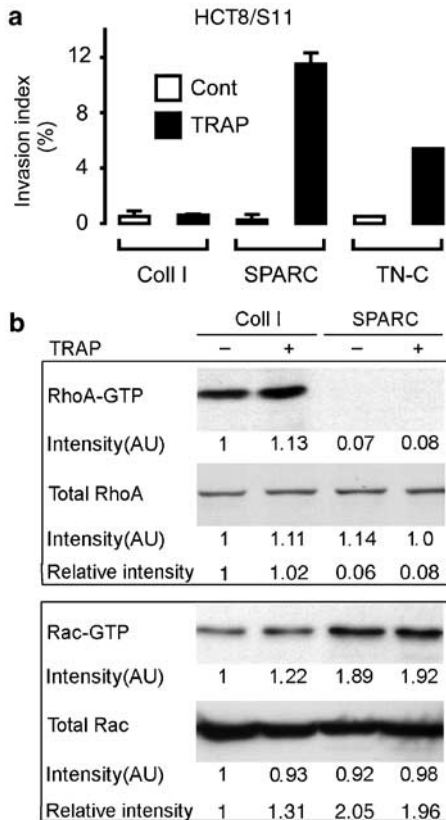 a
HCT8/S11
Invasion index
(%)
12
8
4
0
Cont
TRAP
Coll I SPARC TN-C
b
Coll I SPARC
TRAP − + − +
RhoA-GTP
Intensity(AU) 1 1.13 0.07 0.08
Total RhoA
Intensity(AU) 1 1.11 1.14 1.0
Relative intensity 1 1.02 0.06 0.08
Rac-GTP
Intensity(AU) 1 1.22 1.89 1.92
Total Rac
Intensity(AU) 1 0.93 0.92 0.98
Relative intensity 1 1.31 2.05 1.96